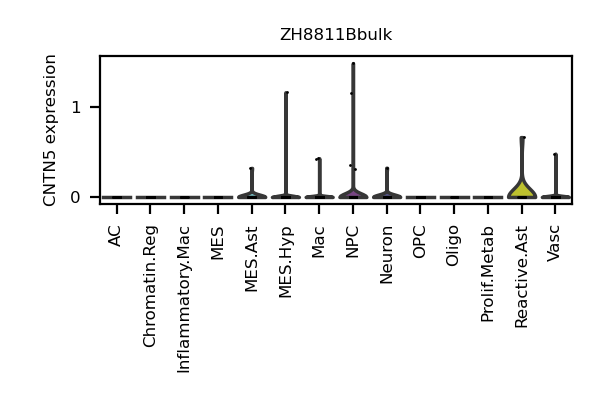 ZH8811Bbulk
CNTN5 expression
1
0
AC
Chromatin.Reg
Inflammatory.Mac
MES
MES.Ast
MES.Hyp
Mac
NPC
Neuron
OPC
Oligo
Prolif.Metab
Reactive.Ast
Vasc